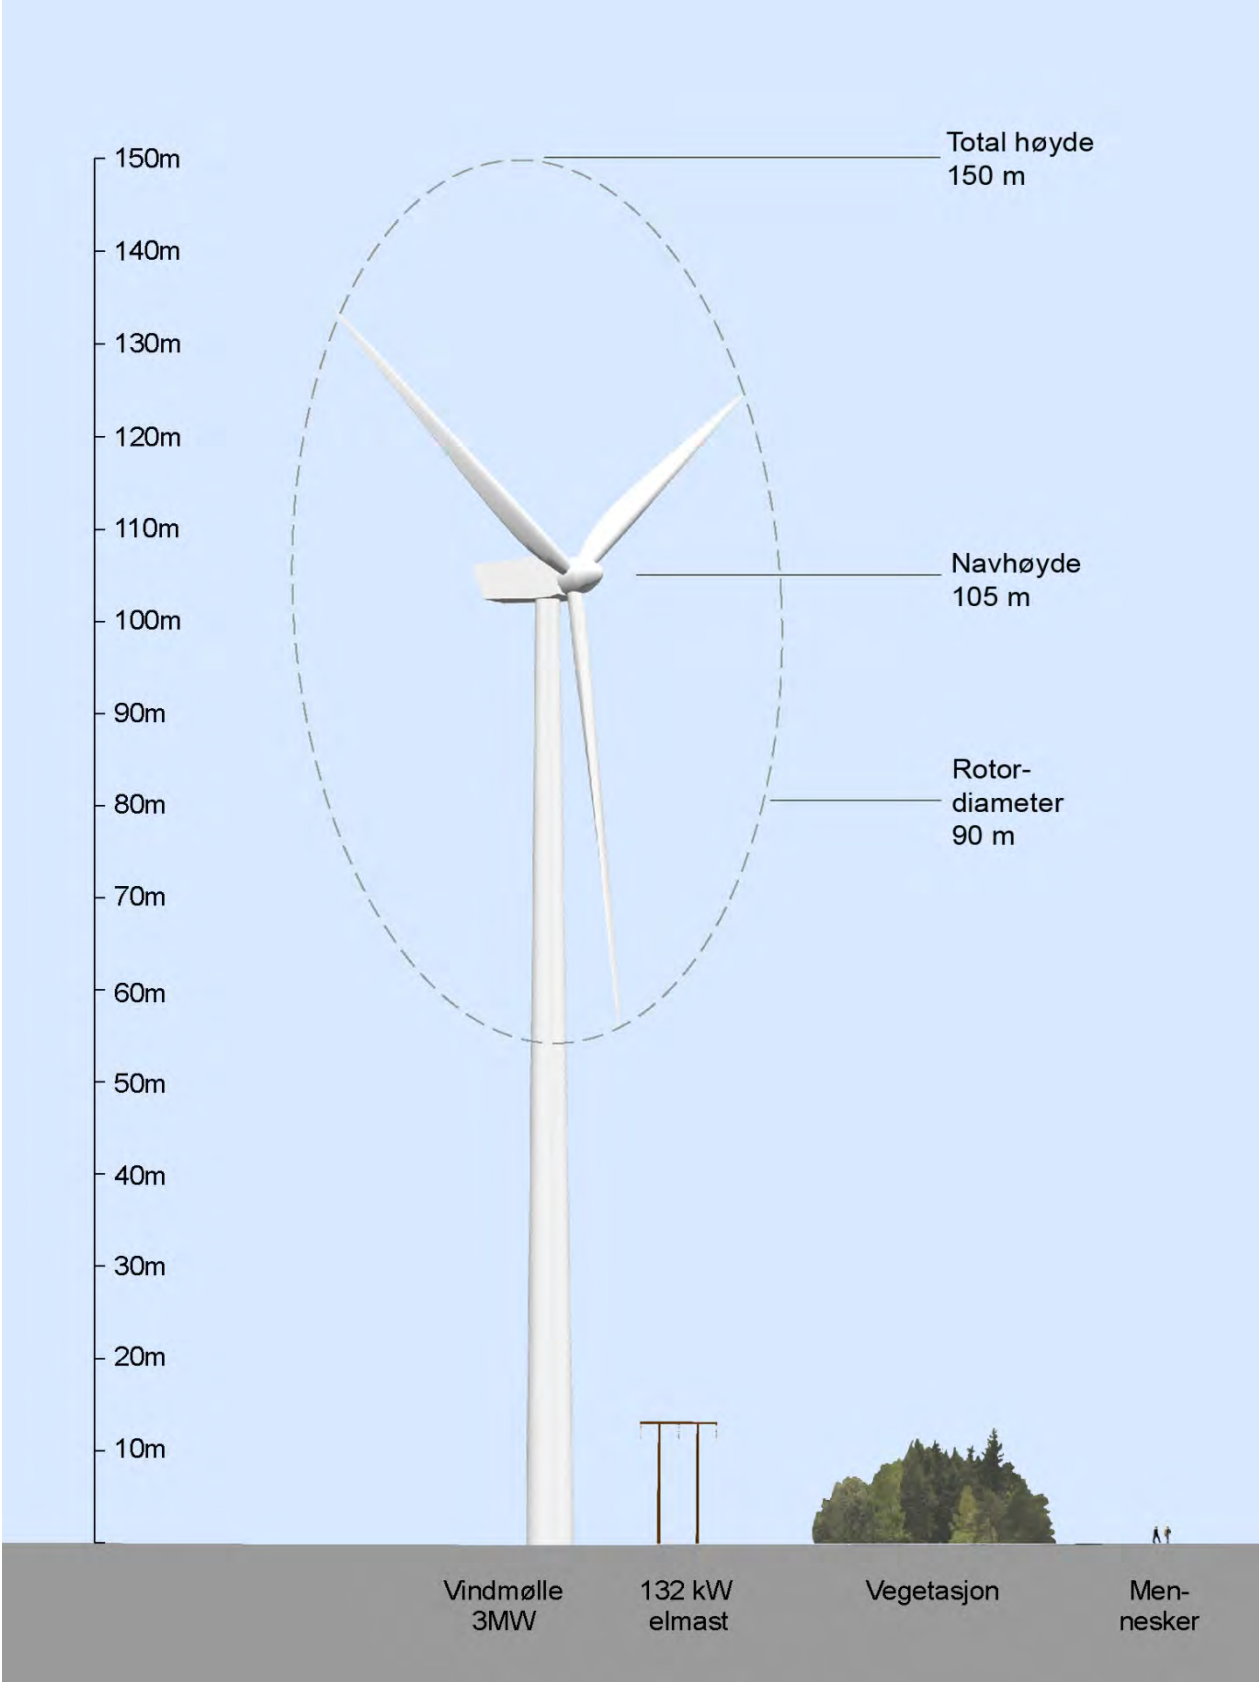 150m
140m
130m
120m
110m
100m
90m
80m
70m
60m
50m
40m
30m
20m
10m
Total høyde
150 m
Navhøyde
105 m
Rotor-
diameter
90 m
Vindmølle
3MW
132 kW
elmast
Vegetasjon
Men-
nesker